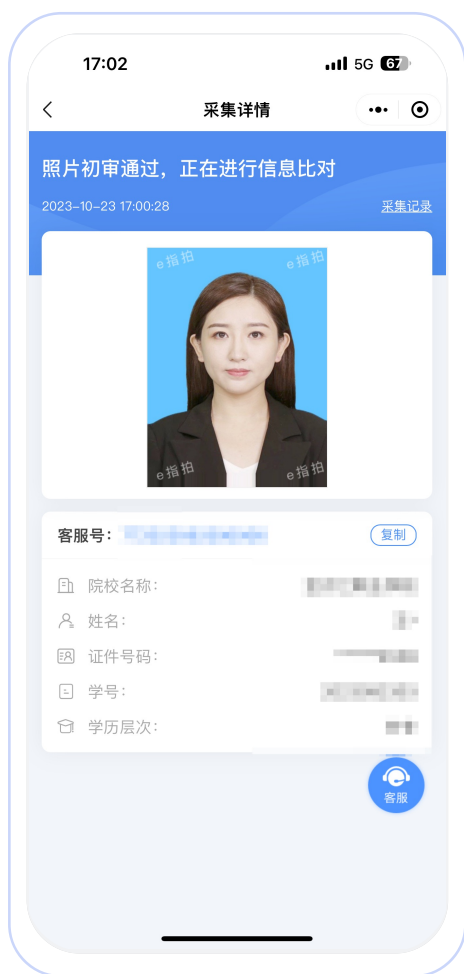 17:02 5G 67
采集详情
照片初审通过，正在进行信息比对
2023-10-23 17:00:28 采集记录
e指拍 e指拍
e指拍 e指拍
客服号： 复制
院校名称：
姓名：
证件号码：
学号：
学历层次：
客服